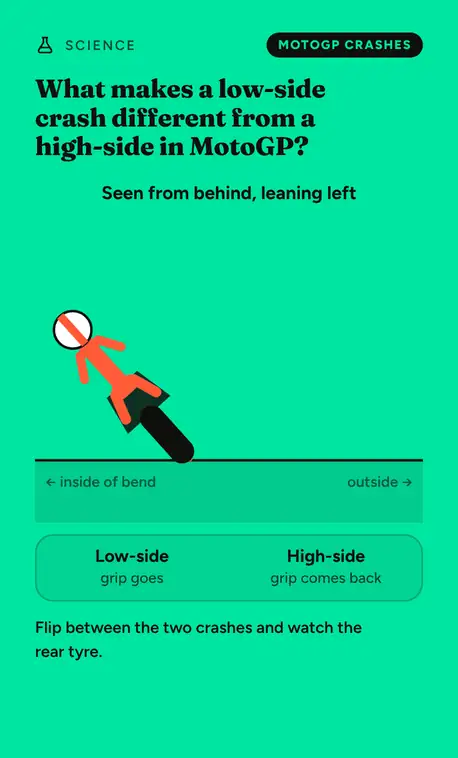 SCIENCE
MOTOGP CRASHES
What makes a low-side
crash different from a
high-side in MotoGP?
Seen from behind, leaning left
← inside of bend
outside →
Low-side
High-side
grip goes
grip comes back
Flip between the two crashes and watch the
rear tyre.